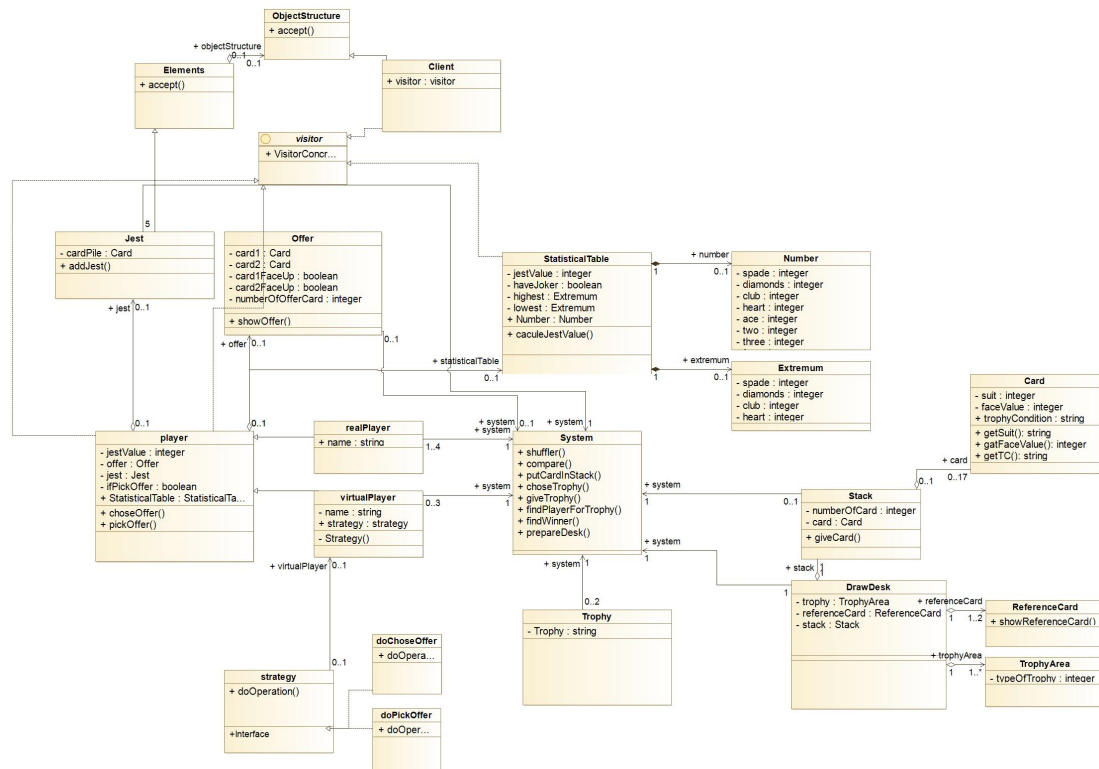 ObjectStructure
+ accept()
+ objectStructure
0..1
0..1
Elements
+ accept()
Client
+ visitor : visitor
visitor
+ VisitorConcr...
5
Jest
- cardPile : Card
+ addJest()
Offer
- card1 : Card
- card2 : Card
- card1FaceUp : boolean
- card2FaceUp : boolean
- numberOfOfferCard : integer
+ showOffer()
StatisticalTable
- jestValue : integer
- haveJoker : boolean
- highest : Extremum
- lowest : Extremum
+ Number : Number
+ caculeJestValue()
+ number
1
0..1
Number
- spade : integer
- diamonds : integer
- club : integer
- heart : integer
- ace : integer
- two : integer
- three : integer
+ extremum
1
0..1
Extremum
- spade : integer
- diamonds : integer
- club : integer
- heart : integer
+ jest
0..1
+ offer
0..1
0..1
+ statisticalTable
0..1
Card
- suit : integer
- faceValue : integer
+ trophyCondition : string
+ getSuit(): string
+ gatFaceValue(): integer
+ getTC(): string
+ card
0..17
0..1
0..1
0..1
player
- jestValue : integer
- offer : Offer
- jest : Jest
- ifPickOffer : boolean
+ StatisticalTable : StatisticalTa...
+ choseOffer()
+ pickOffer()
realPlayer
+ name : string
1..4
+ system
+ system
1
0..1
+ system
1
System
+ shuffler()
+ compare()
+ putCardInStack()
+ choseTrophy()
+ giveTrophy()
+ findPlayerForTrophy()
+ findWinner()
+ prepareDesk()
virtualPlayer
- name : string
+ strategy : strategy
- Strategy()
0..3
+ system
1
+ system
1
0..1
Stack
- numberOfCard : integer
- card : Card
+ giveCard()
+ system
1
1
+ stack
1
1
+ virtualPlayer
0..1
+ system
1
0..2
Trophy
- Trophy : string
DrawDesk
- trophy : TrophyArea
- referenceCard : ReferenceCard
- stack : Stack
+ referenceCard
1
1..2
ReferenceCard
+ showReferenceCard()
+ trophyArea
1
1..*
TrophyArea
- typeOfTrophy : integer
0..1
strategy
+ doOperation()
+Interface
doChoseOffer
+ doOpera...
doPickOffer
+ doOper...